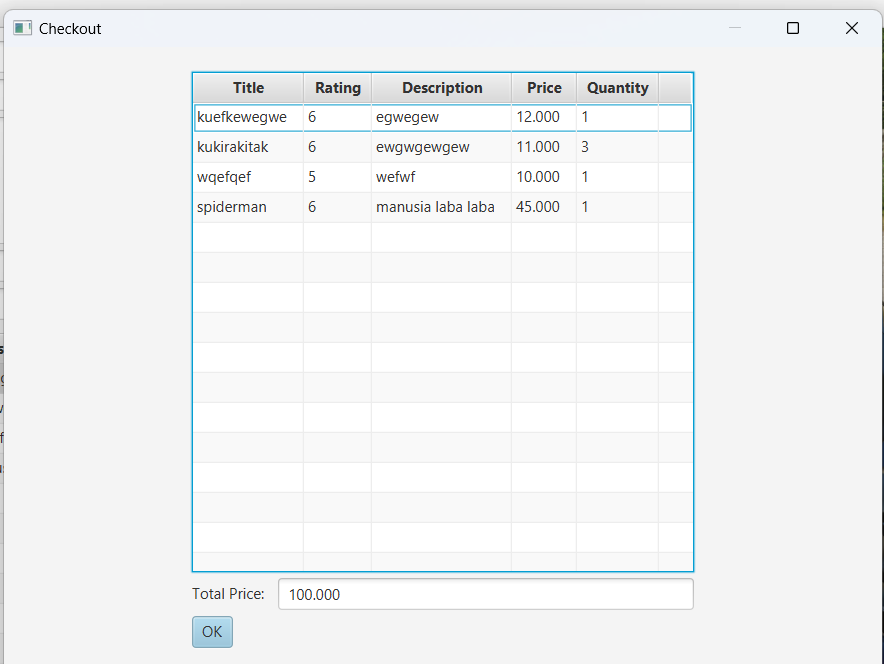 Checkout
Title Rating Description Price Quantity
kuefkewegwe 6 egwegew 12.000 1
kukirakitak 6 ewgwgewgew 11.000 3
wqefqef 5 wefwf 10.000 1
spiderman 6 manusia laba laba 45.000 1
Total Price: 100.000
OK